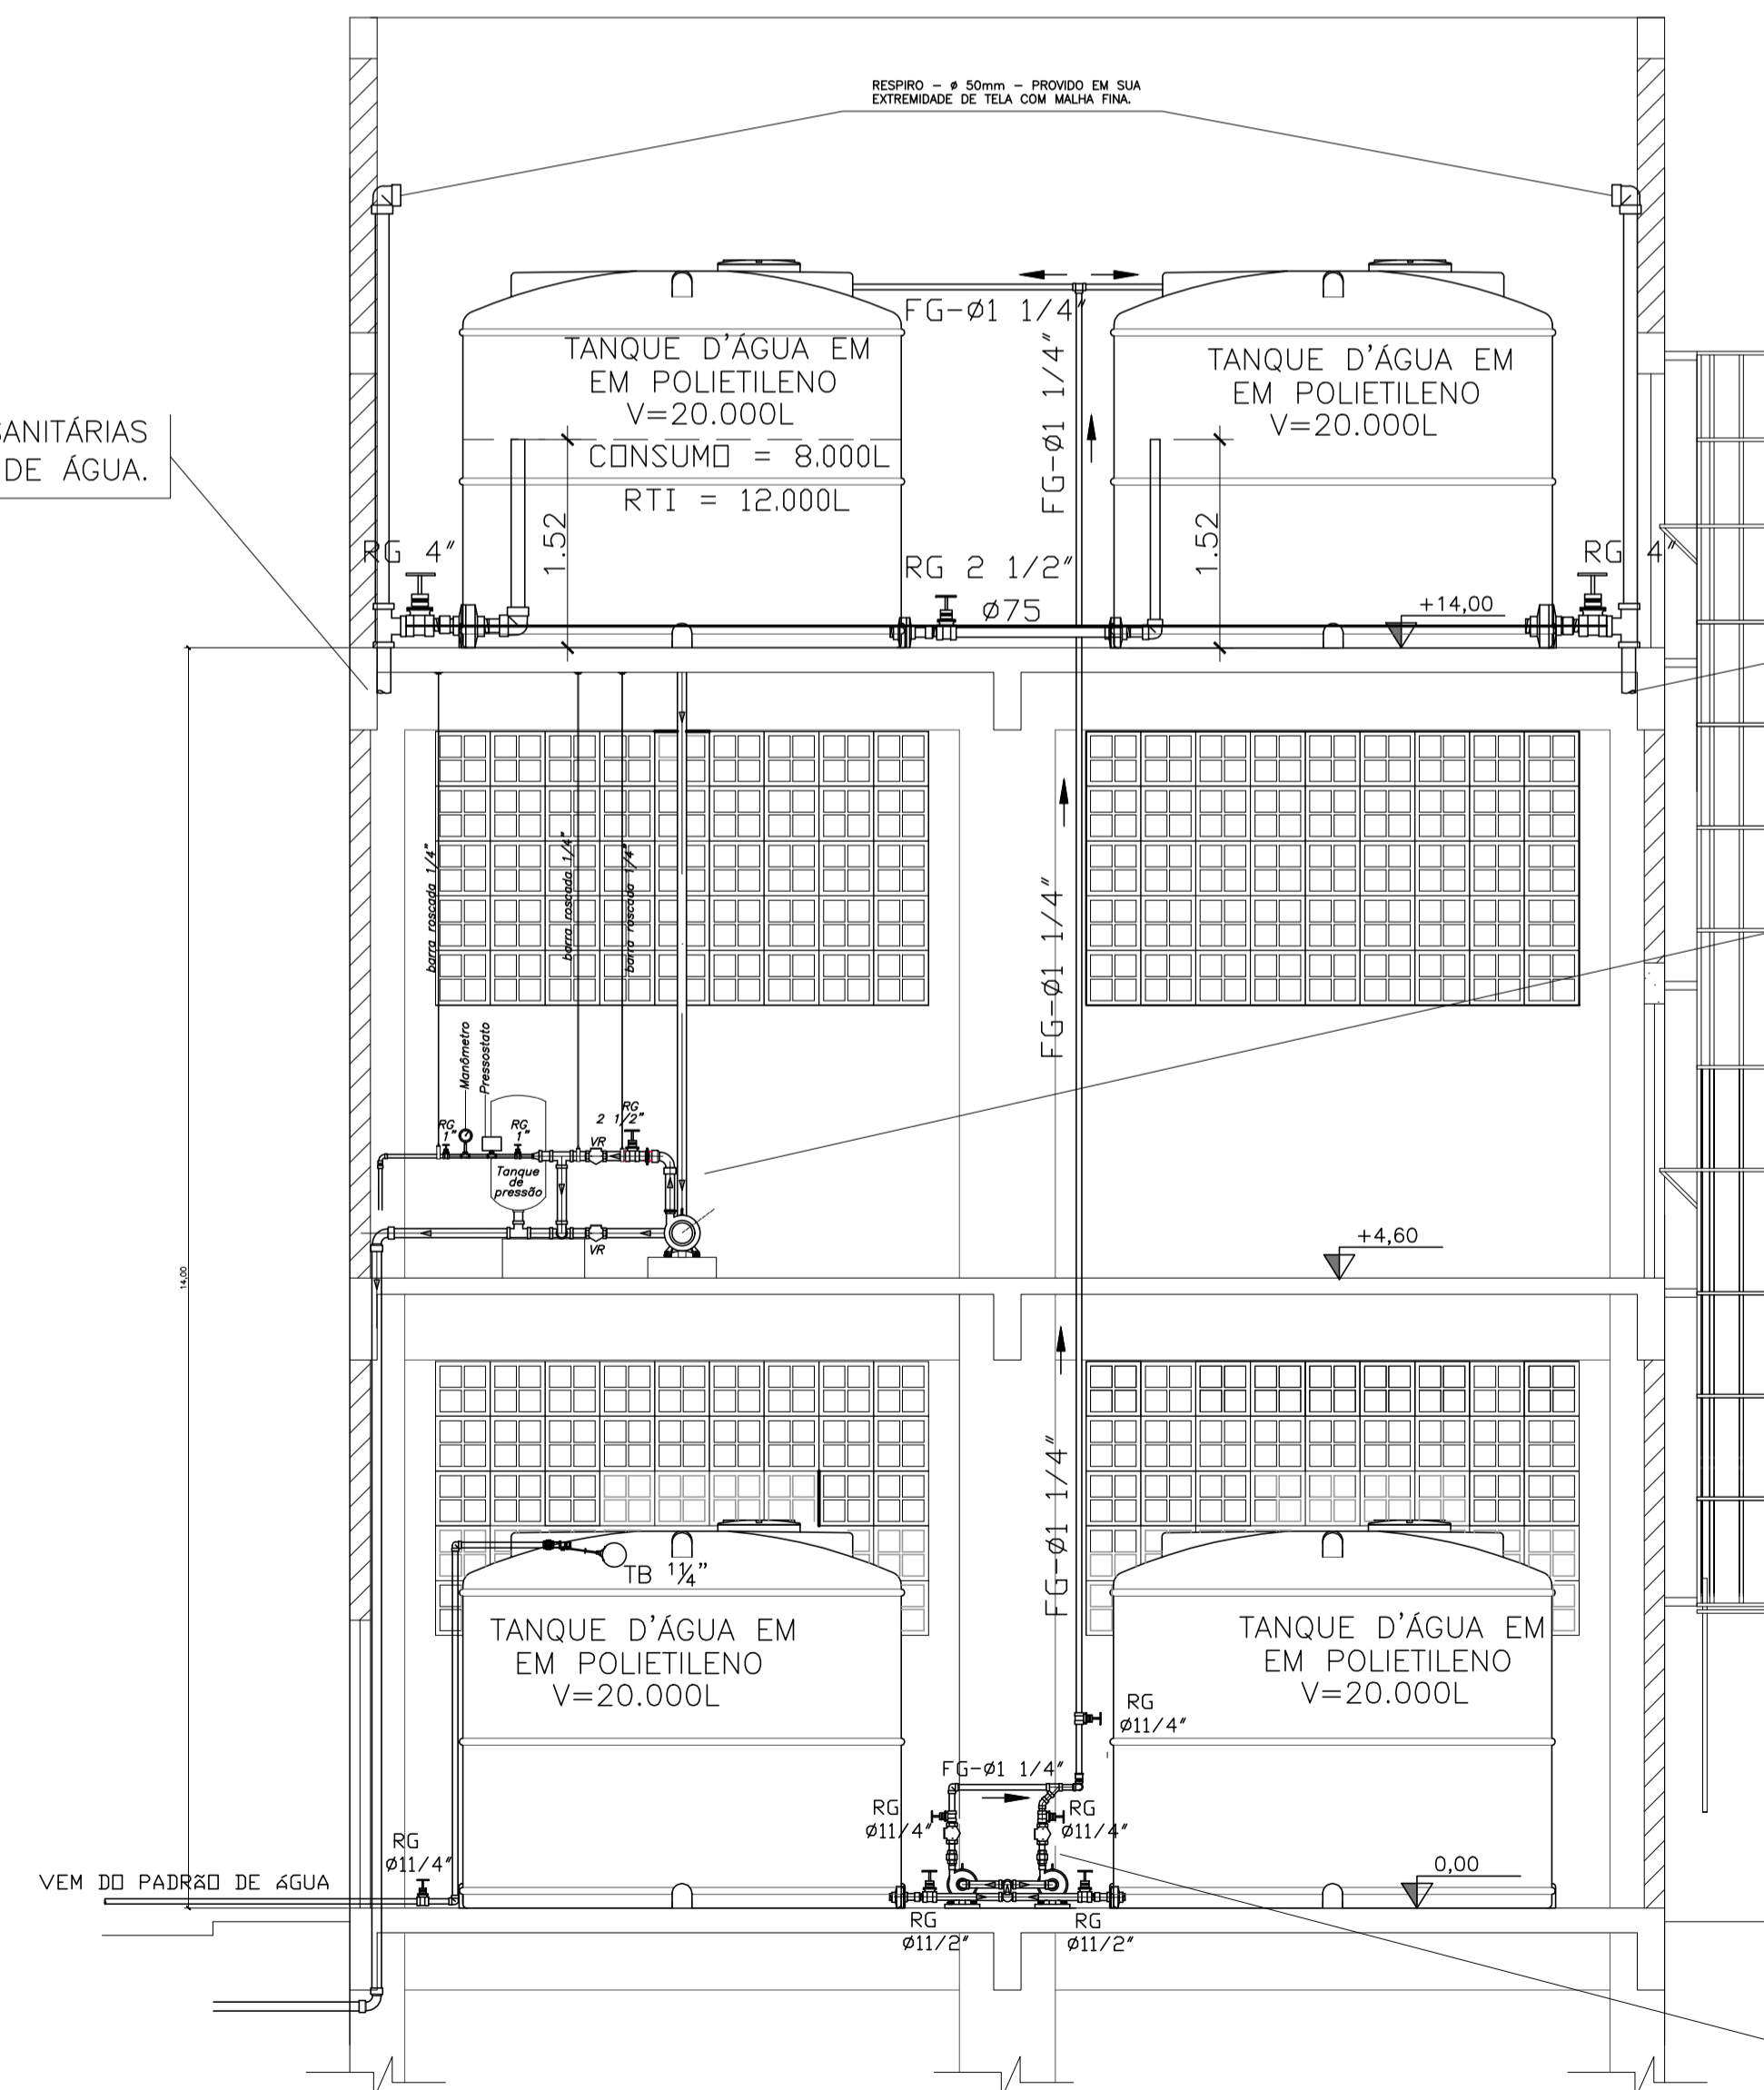 RESPIRO - ø 50mm - PROVIDO EM SUA
EXTREMIDADE DE TELA COM MALHA FINA.
FG-ø1 1/4"
TANQUE D'ÁGUA EM
EM POLIETILENO
V=20.000L
CONSUMO = 8.000L
RTI = 12.000L
TANQUE D'ÁGUA EM
EM POLIETILENO
V=20.000L
FG-ø1 1/4"
SANITÁRIAS
DE ÁGUA.
RG 4"
1.52
RG 2 1/2"
ø75
1.52
RG 4"
+14,00
barra roscada 1/4"
barra roscada 1/4"
barra roscada 1/4"
FG-ø1 1/4"
Manômetro
Pressostato
RG
1"
RG
1"
RG
2 1/2"
VR
Tanque
de
pressão
VR
+4,60
14,00
FG-ø1 1/4"
TB 1¼"
TANQUE D'ÁGUA EM
EM POLIETILENO
V=20.000L
TANQUE D'ÁGUA EM
EM POLIETILENO
V=20.000L
RG
ø11/4"
FG-ø1 1/4"
RG
ø11/4"
RG
ø11/4"
RG
ø11/4"
VEM DO PADRÃO DE ÁGUA
0,00
RG
ø11/2"
RG
ø11/2"